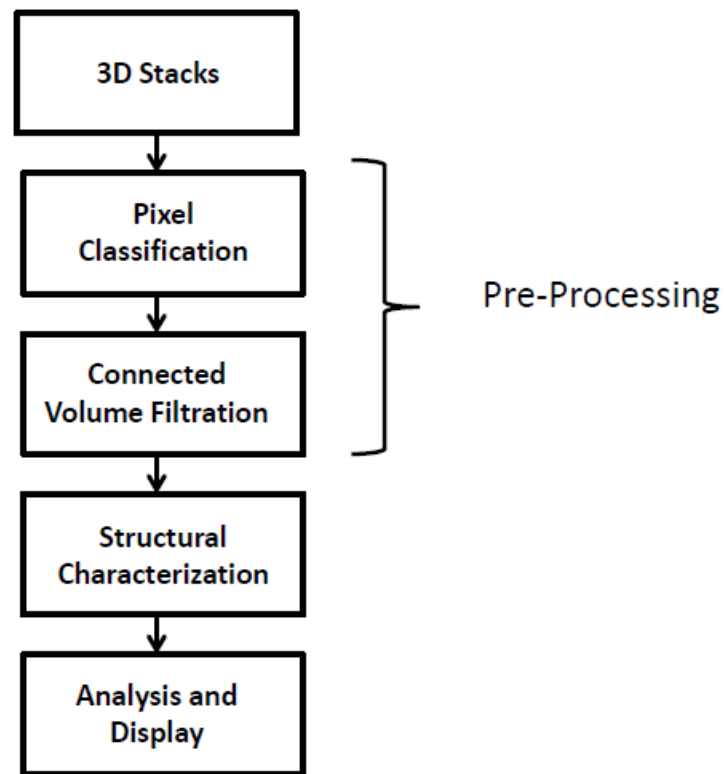 3D Stacks
Pixel
Classification
Pre-Processing
Connected
Volume Filtration
Structural
Characterization
Analysis and
Display